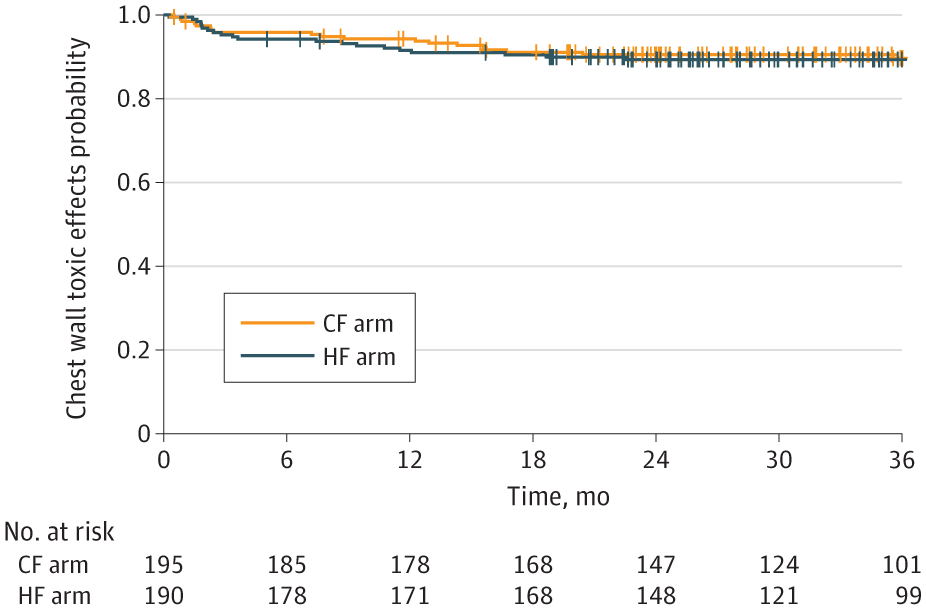 Chest wall toxic effects probability
1.0
0.8
0.6
0.4
0.2
0
CF arm
HF arm
0 6 12 18 24 30 36
Time, mo
No. at risk
CF arm 195 185 178 168 147 124 101
HF arm 190 178 171 168 148 121 99